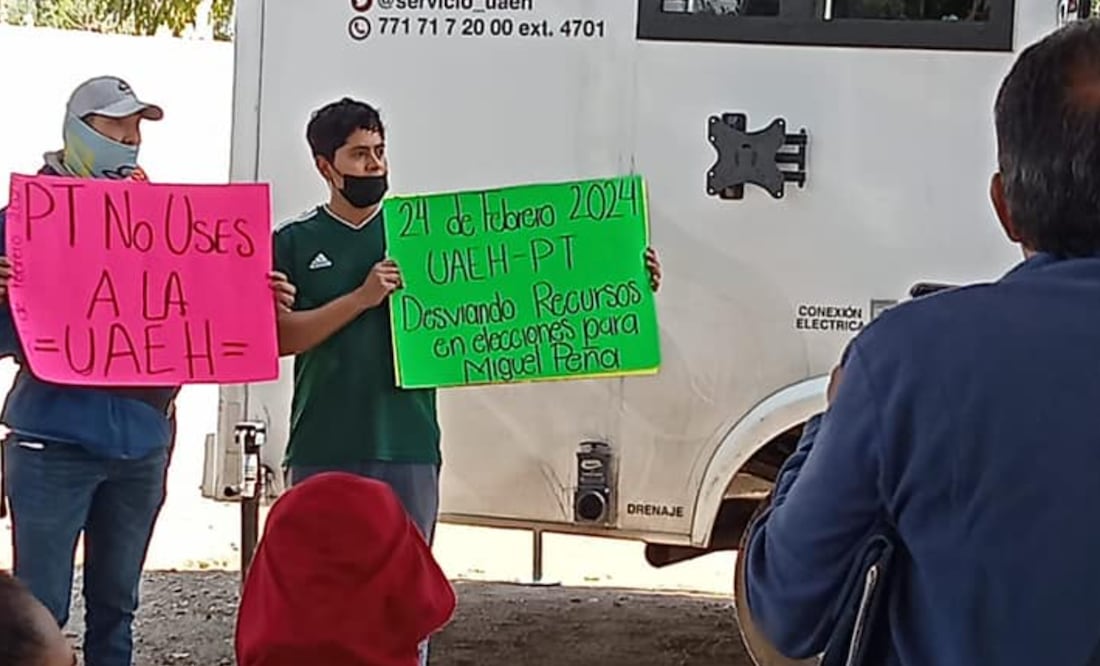 @servicio_uaeh
771 71 7 20 00 ext. 4701
PT No Uses
A LA
=UAEH=
24 de Febrero 2024
UAEH-PT
Desviando Recursos
en elecciones para
Miguel Peña
CONEXIÓN
ELECTRICA
DRENAJE